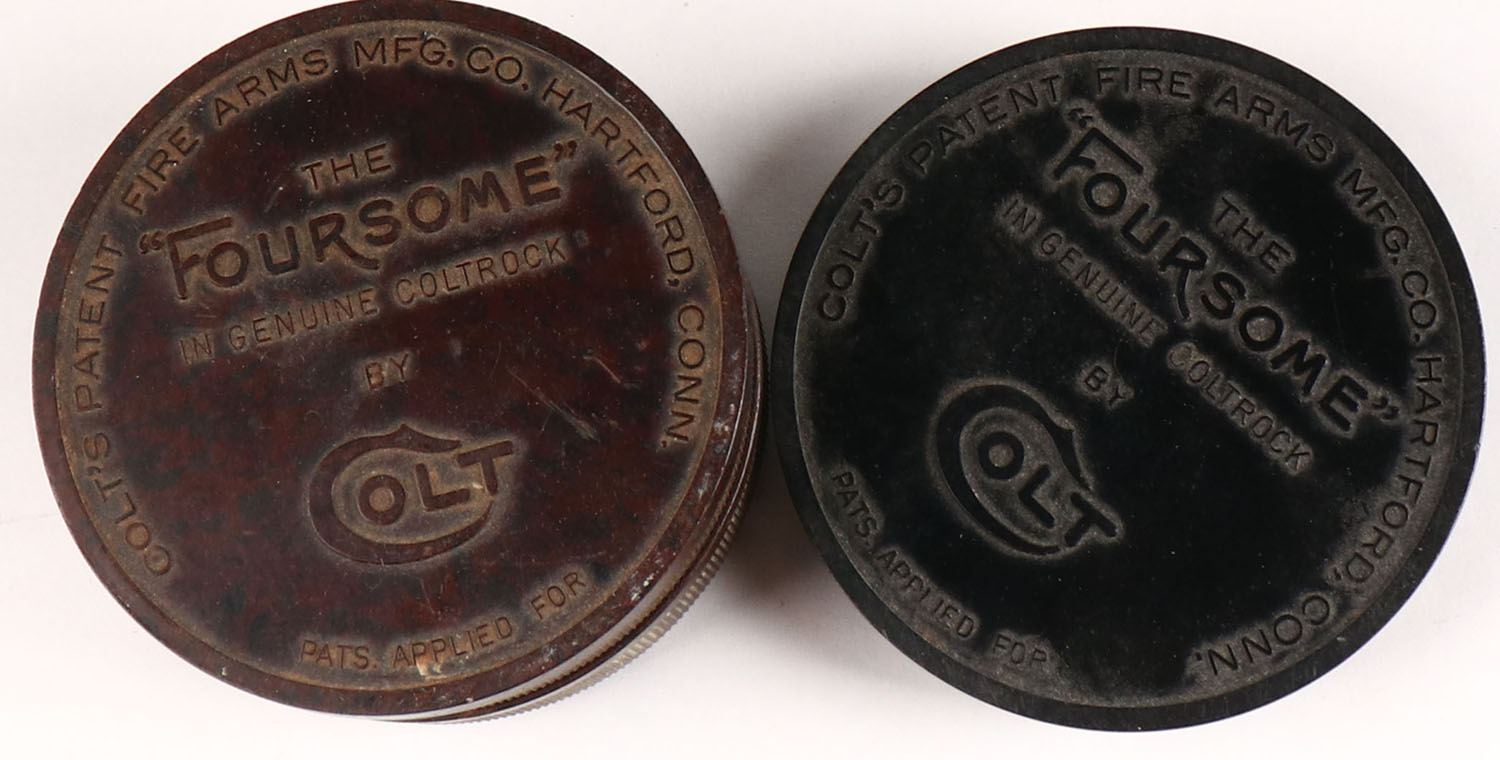 COLT'S PATENT FIRE ARMS MFG. CO. HARTFORD, CONN.
THE
"FOURSOME"
IN GENUINE COLTROCK
BY
COLT
PATS. APPLIED FOR
COLT'S PATENT FIRE ARMS MFG. CO. HARTFORD, CONN.
THE
"FOURSOME"
IN GENUINE COLTROCK
BY
COLT
PATS. APPLIED FOR